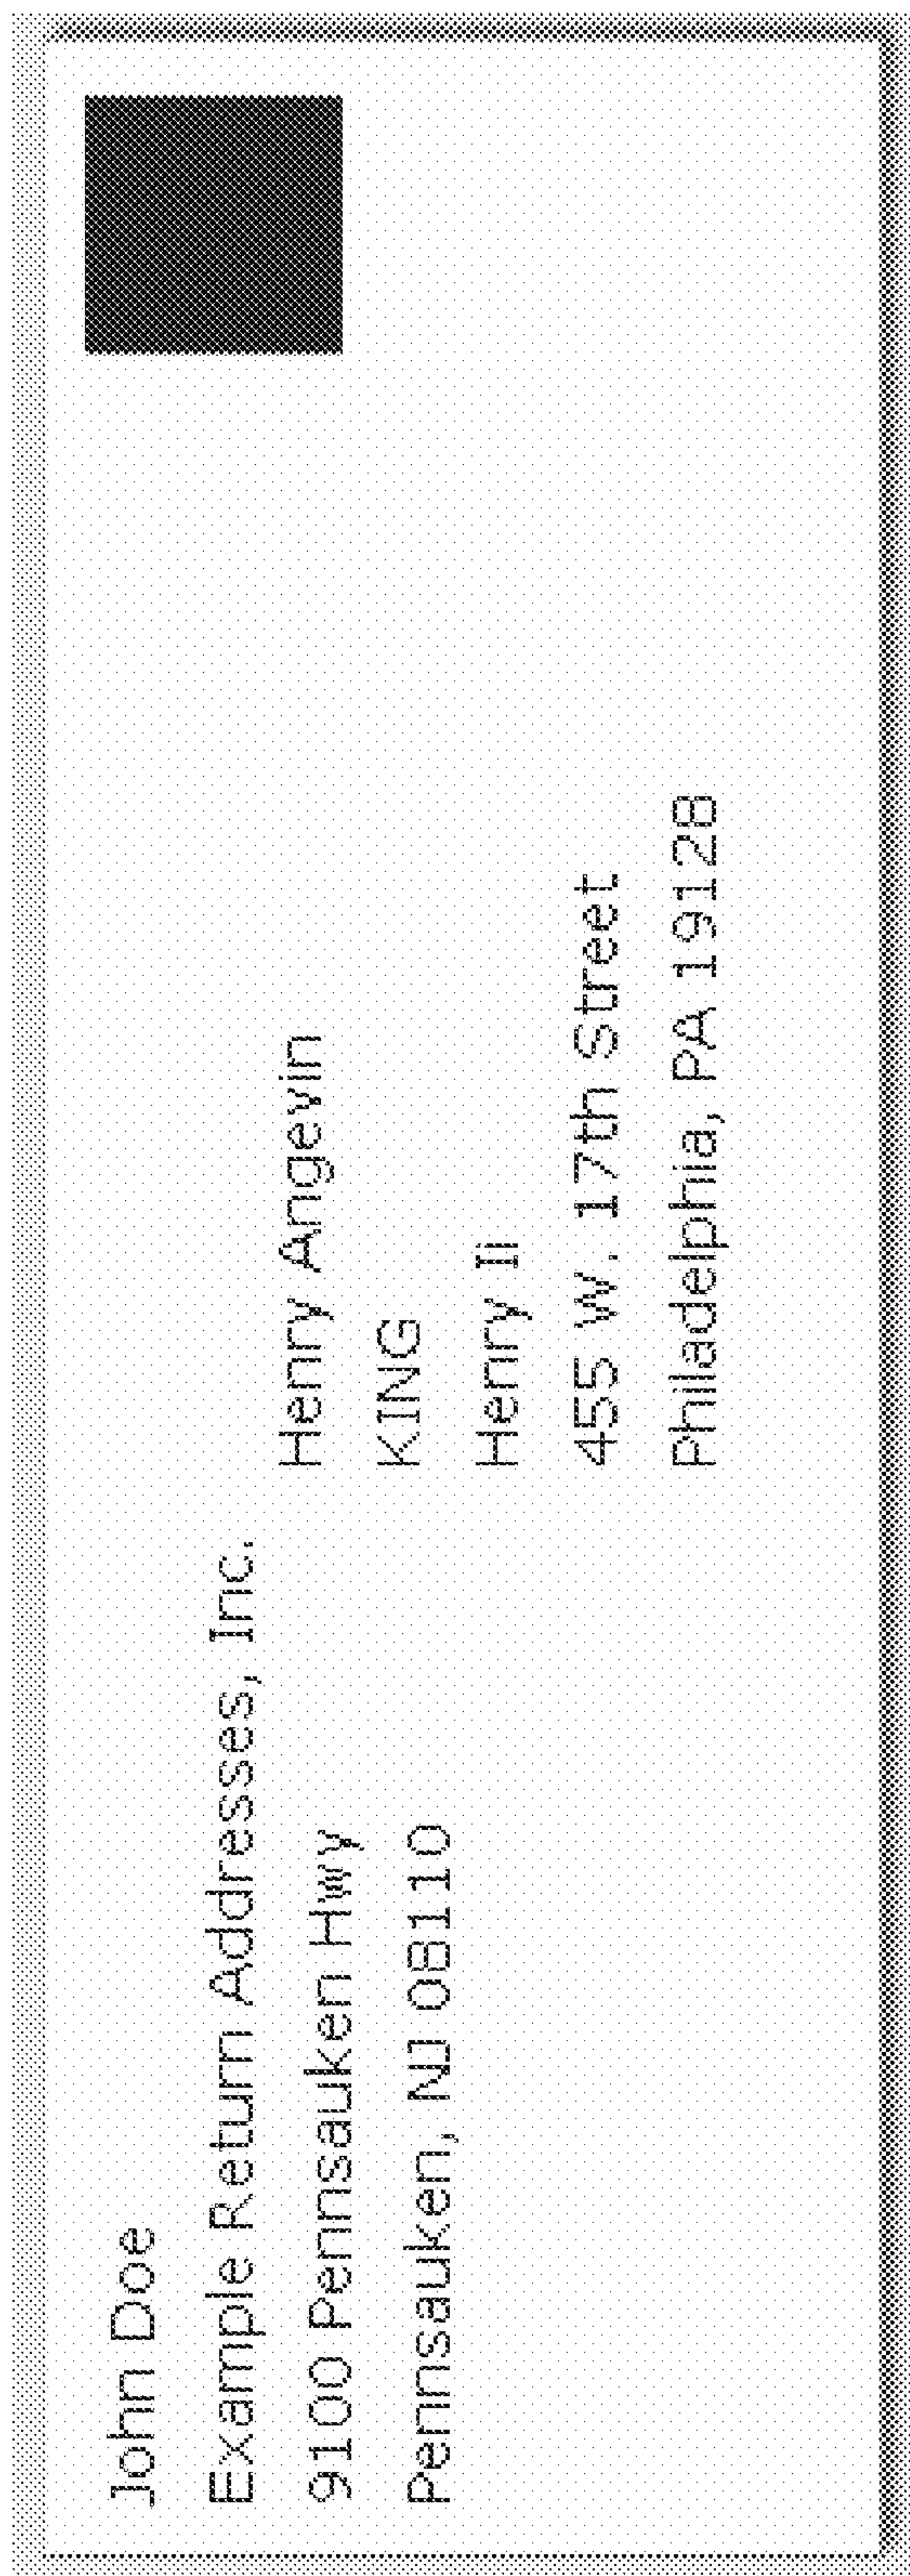 John Doe
Example Return Addresses, Inc.
9100 Pennsauken Hwy
Pennsauken, NJ 08110
Henry Angevin
KING
Henry Ii
455 W. 17th Street
Philadelphia, PA 19128